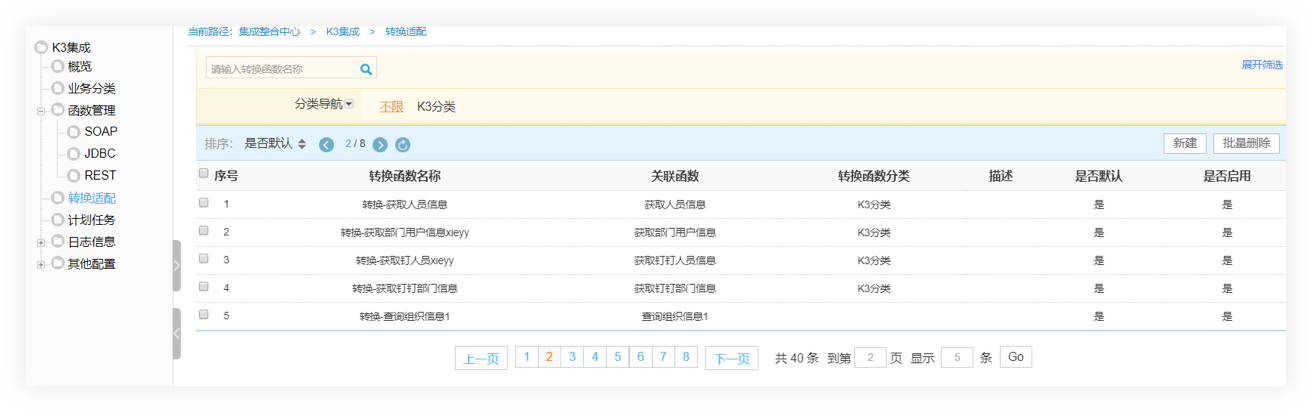 当前路径：集成整合中心 > K3集成 > 转换适配
K3集成
概览
业务分类
函数管理
SOAP
JDBC
REST
转换适配
计划任务
日志信息
其他配置
请输入转换函数名称
展开筛选
分类导航 不限 K3分类
排序： 是否默认 2 / 8 新建 批量删除
序号 转换函数名称 关联函数 转换函数分类 描述 是否默认 是否启用
1 转换-获取人员信息 获取人员信息 K3分类 是 是
2 转换-获取部门用户信息xieyy 获取部门用户信息 K3分类 是 是
3 转换-获取钉人员xieyy 获取钉钉人员信息 K3分类 是 是
4 转换-获取钉钉部门信息 获取钉钉部门信息 K3分类 是 是
5 转换-查询组织信息1 查询组织信息1 是 是
上一页 1 2 3 4 5 6 7 8 下一页 共 40 条 到第 2 页 显示 5 条 Go